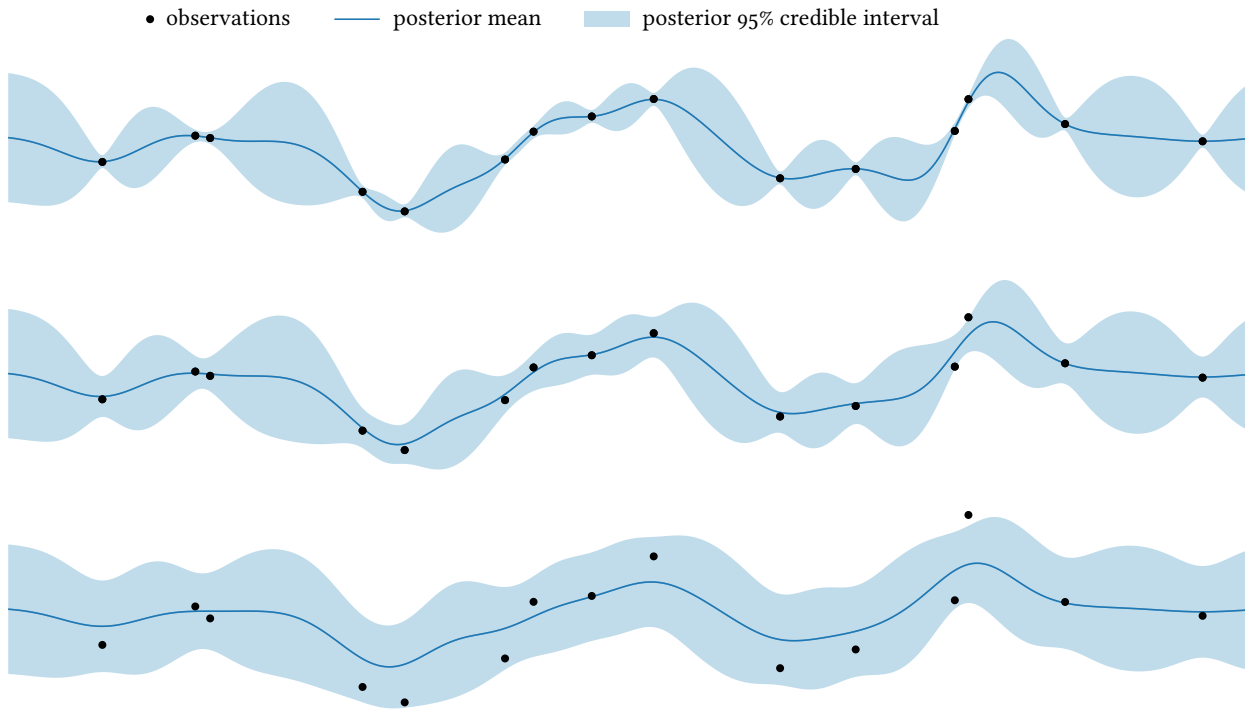 observations posterior mean posterior 95% credible interval